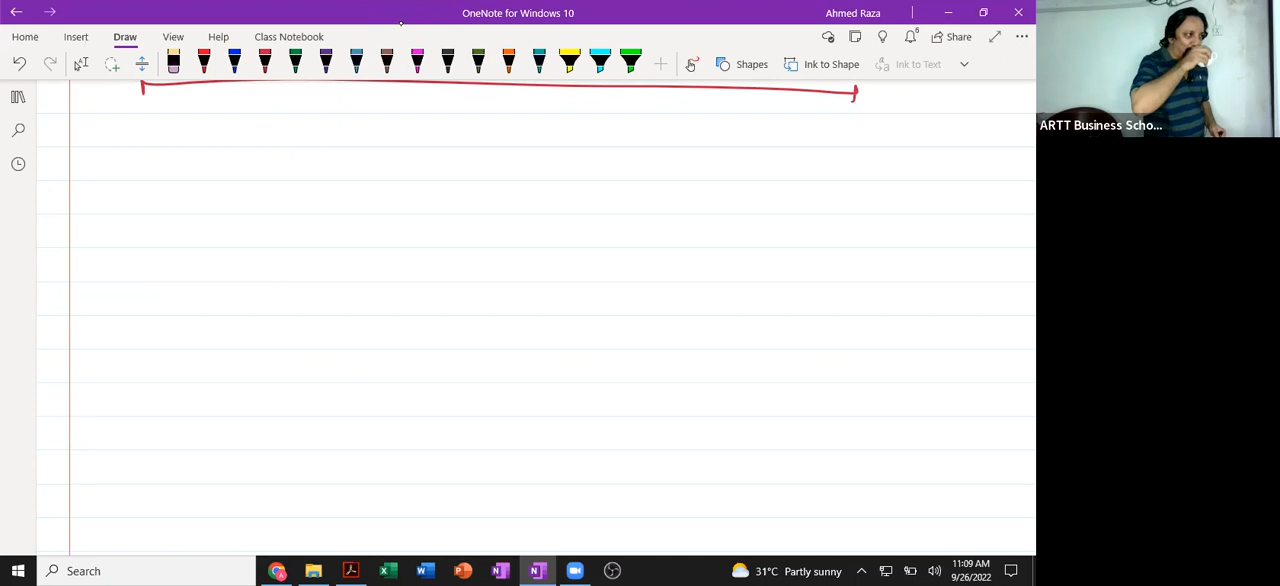 OneNote for Windows 10
Ahmed Raza
Home Insert Draw View Help Class Notebook
6
Share
Shapes Ink to Shape Ink to Text
ARTT Business Scho...
Search
31°C Partly sunny
11:09 AM
9/26/2022